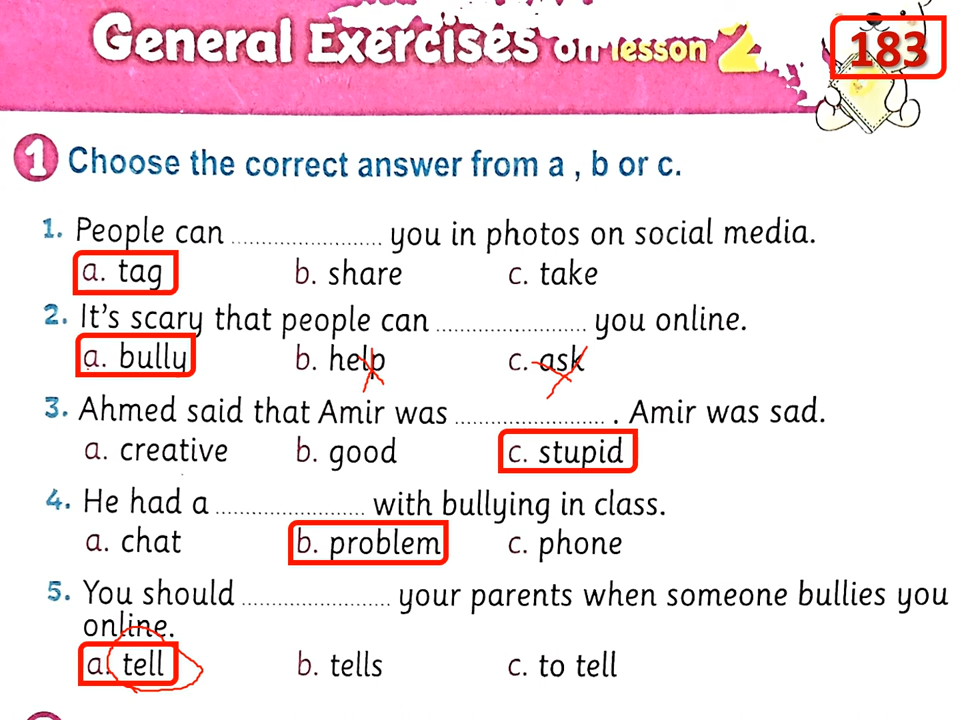 General Exercises on lesson 2
183
1 Choose the correct answer from a , b or c.
1. People can ........................ you in photos on social media.
a. tag b. share c. take
2. It's scary that people can ........................ you online.
a. bully b. help c. ask
3. Ahmed said that Amir was ........................ . Amir was sad.
a. creative b. good c. stupid
4. He had a ........................ with bullying in class.
a. chat b. problem c. phone
5. You should ........................ your parents when someone bullies you
online.
a. tell b. tells c. to tell